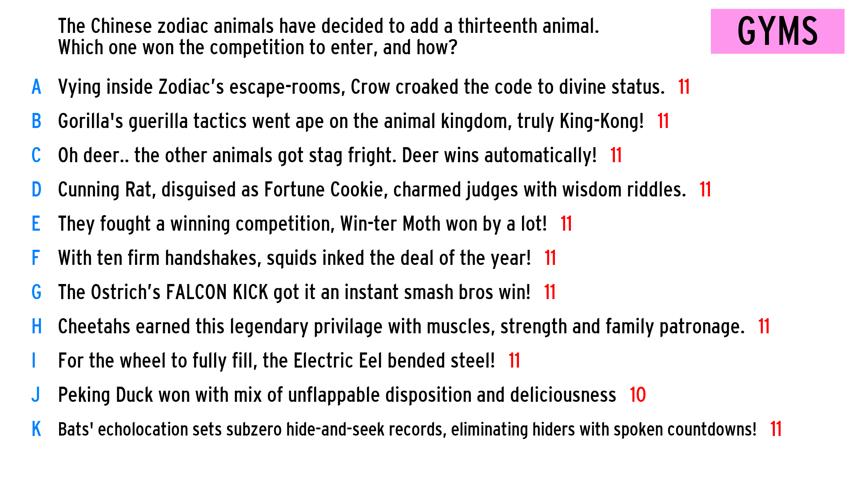 The Chinese zodiac animals have decided to add a thirteenth animal.
Which one won the competition to enter, and how?
GYMS
A Vying inside Zodiac's escape-rooms, Crow croaked the code to divine status. 11
B Gorilla's guerilla tactics went ape on the animal kingdom, truly King-Kong! 11
C Oh deer.. the other animals got stag fright. Deer wins automatically! 11
D Cunning Rat, disguised as Fortune Cookie, charmed judges with wisdom riddles. 11
E They fought a winning competition, Win-ter Moth won by a lot! 11
F With ten firm handshakes, squids inked the deal of the year! 11
G The Ostrich's FALCON KICK got it an instant smash bros win! 11
H Cheetahs earned this legendary privilage with muscles, strength and family patronage. 11
I For the wheel to fully fill, the Electric Eel bended steel! 11
J Peking Duck won with mix of unflappable disposition and deliciousness 10
K Bats' echolocation sets subzero hide-and-seek records, eliminating hiders with spoken countdowns! 11